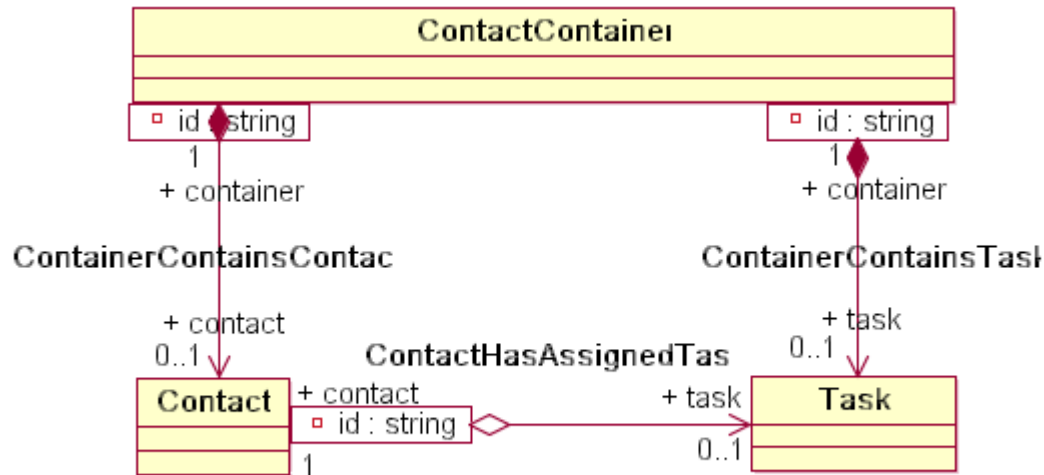 ContactContainer
id : string
id : string
1
1
+ container
+ container
ContainerContainsContac
ContainerContainsTask
+ contact
+ task
0..1
0..1
ContactHasAssignedTas
Contact
+ contact
+ task
Task
id : string
0..1
1